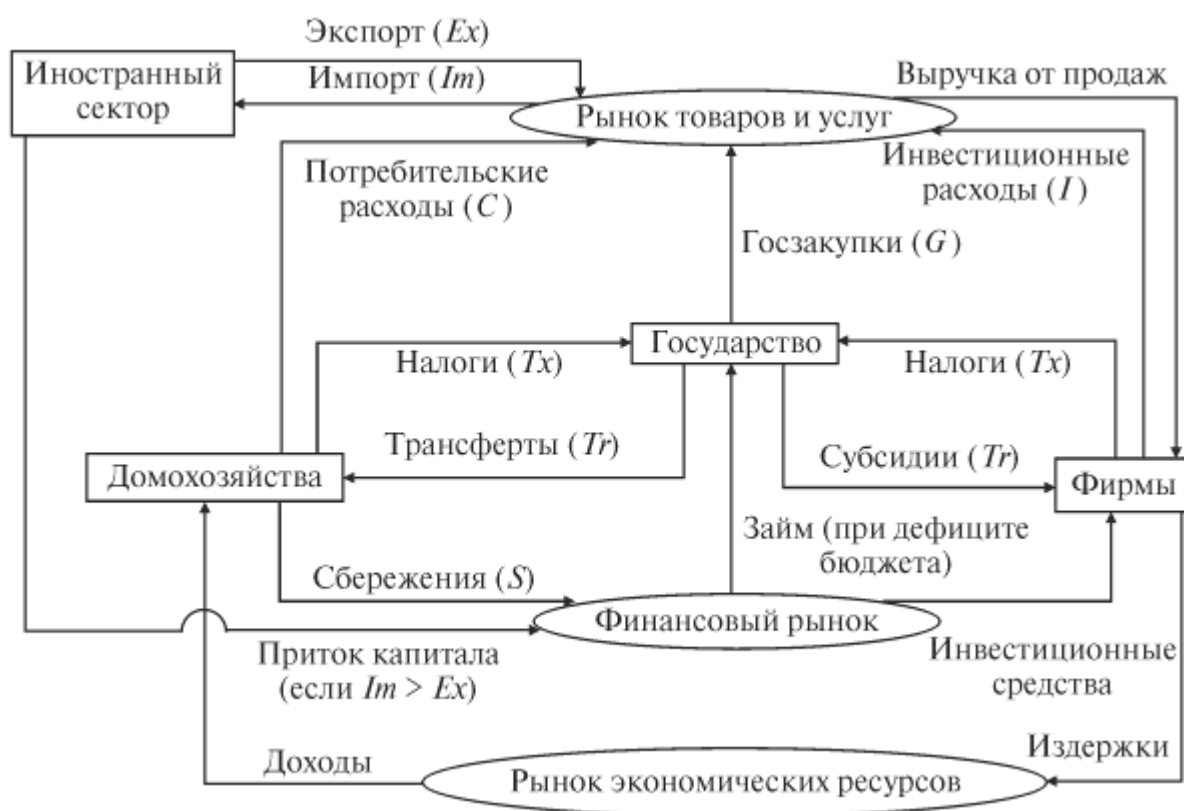 Экспорт (Ex)
Иностранный
сектор
Импорт (Im)
Выручка от продаж
Рынок товаров и услуг
Потребительские
расходы (C)
Инвестиционные
расходы (I)
Госзакупки (G)
Государство
Налоги (Tx)
Налоги (Tx)
Трансферты (Tr)
Субсидии (Tr)
Домохозяйства
Фирмы
Займ (при дефиците
бюджета)
Сбережения (S)
Финансовый рынок
Приток капитала
(если Im > Ex)
Инвестиционные
средства
Доходы
Издержки
Рынок экономических ресурсов